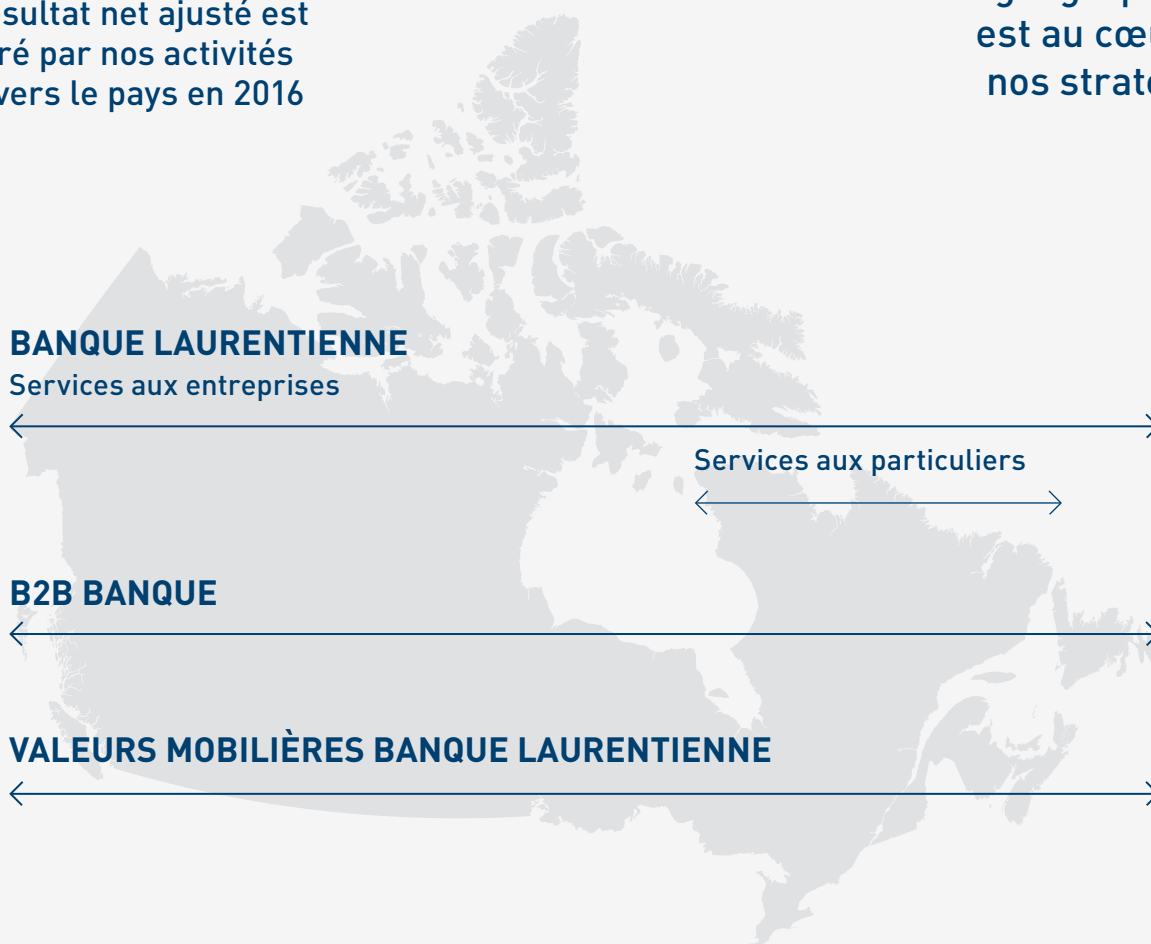 sultat net ajusté est
ré par nos activités
vers le pays en 2016
est au cœu
nos straté
BANQUE LAURENTIENNE
Services aux entreprises
Services aux particuliers
B2B BANQUE
VALEURS MOBILIÈRES BANQUE LAURENTIENNE